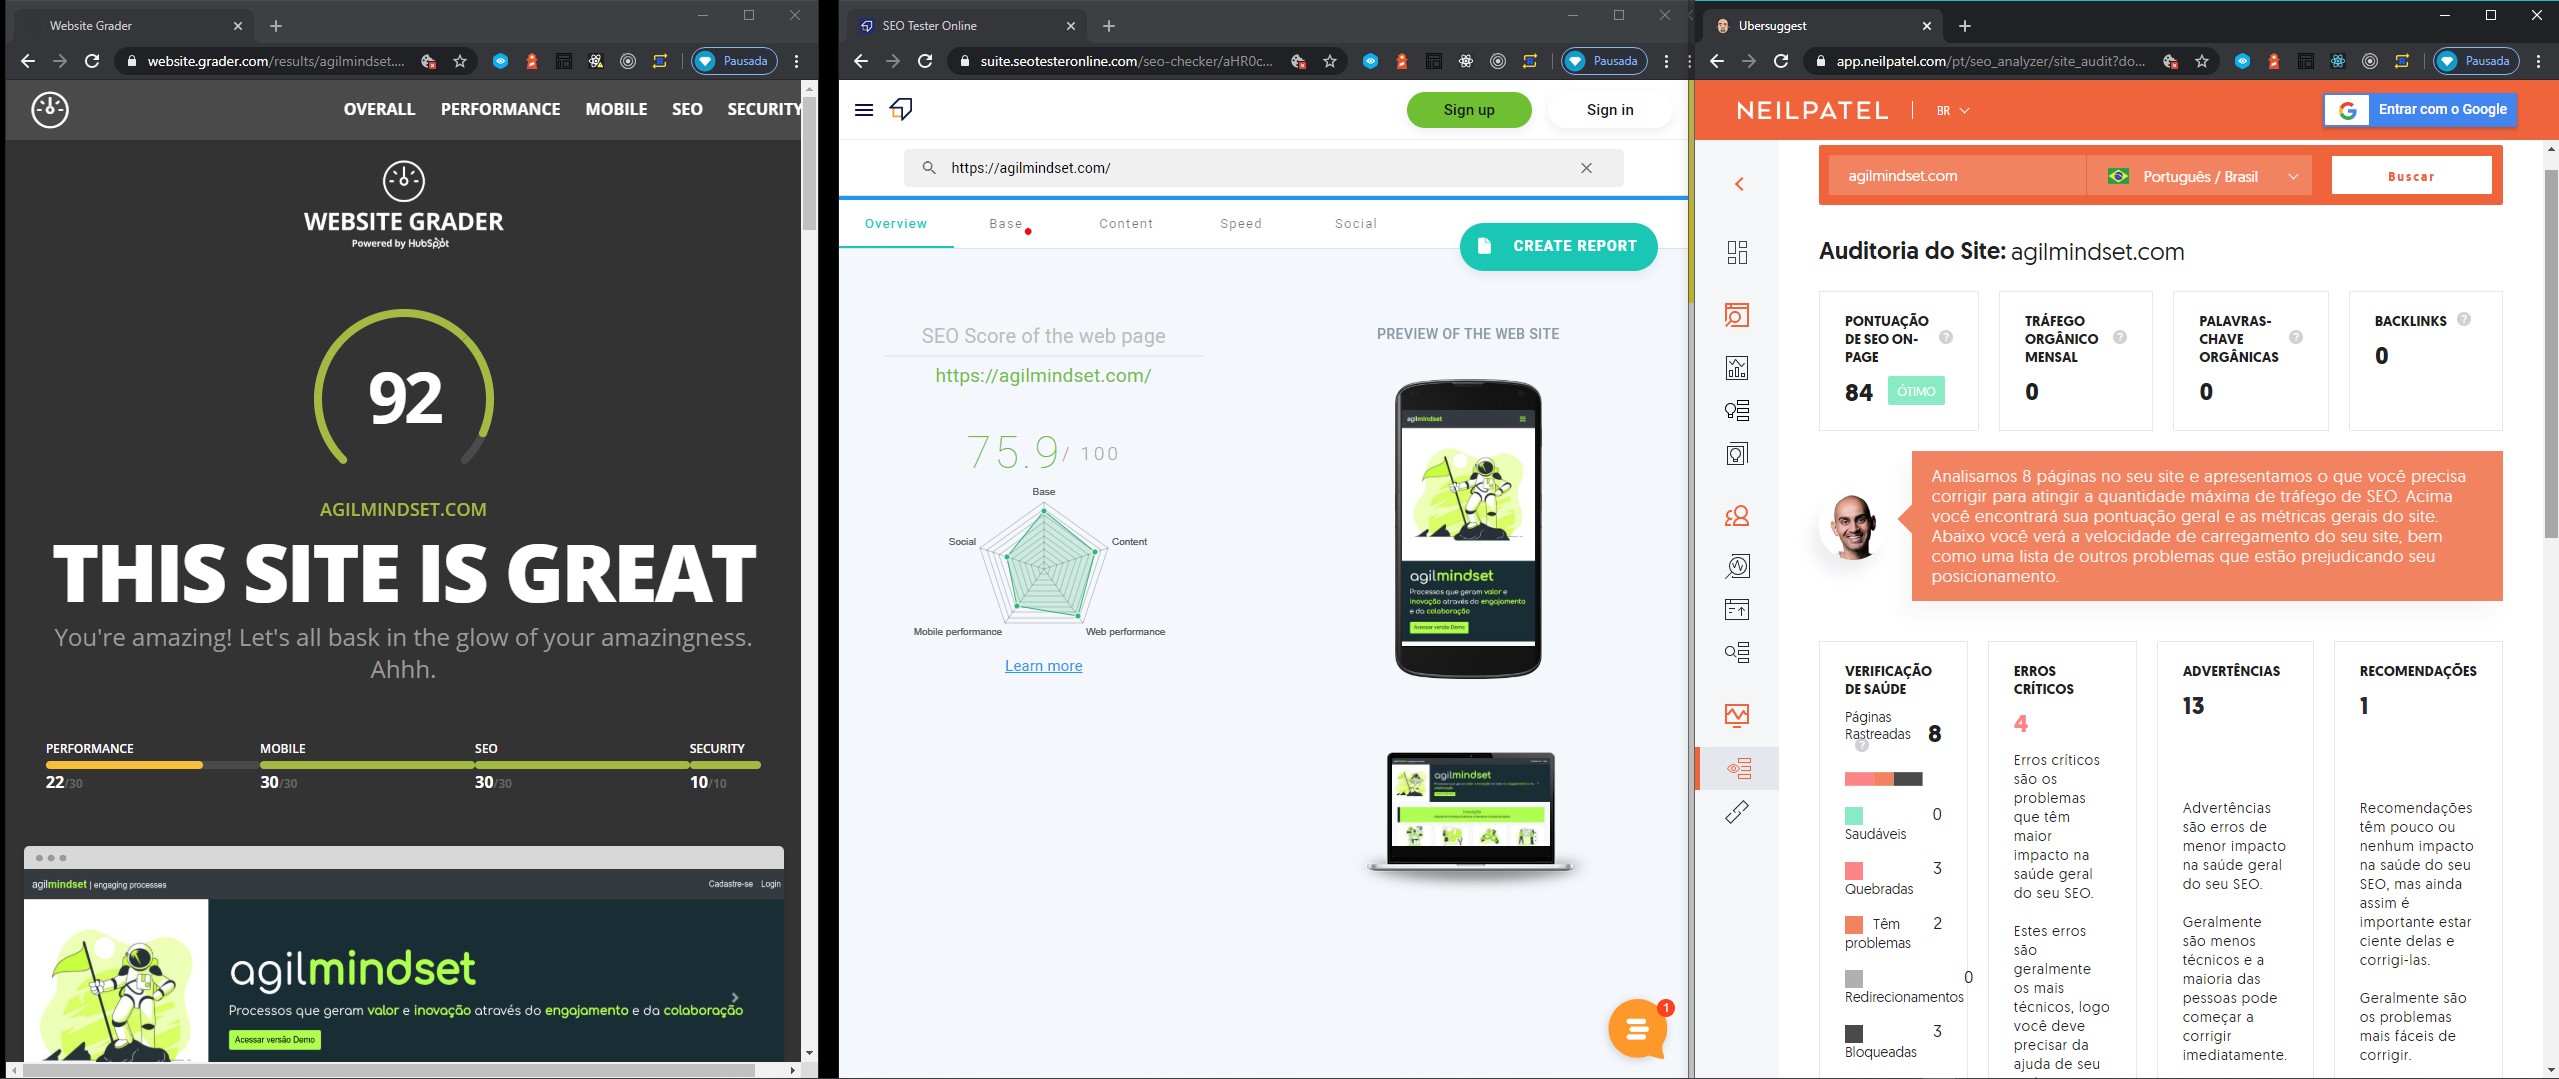 Website Grader
website.grader.com/results/agilmindset....
Pausada
OVERALL PERFORMANCE MOBILE SEO SECURITY
WEBSITE GRADER
Powered by HubSpot
92
AGILMINDSET.COM
THIS SITE IS GREAT
You're amazing! Let's all bask in the glow of your amazingness.
Ahhh.
PERFORMANCE MOBILE SEO SECURITY
22/30 30/30 30/30 10/10
agilmindset | engaging processes Cadastre-se Login
agilmindset
Processos que geram valor e inovação através do engajamento e da colaboração
Acessar versão Demo
SEO Tester Online
suite.seotesteronline.com/seo-checker/aHR0c...
Pausada
Sign up Sign in
https://agilmindset.com/
Overview Base Content Speed Social
CREATE REPORT
SEO Score of the web page
https://agilmindset.com/
75.9/ 100
Base
Social Content
Mobile performance Web performance
Learn more
PREVIEW OF THE WEB SITE
agilmindset
agilmindset
Processos que geram valor e
inovação através do engajamento
e da colaboração
Acessar versão Demo
agilmindset
1
Ubersuggest
app.neilpatel.com/pt/seo_analyzer/site_audit?do...
Pausada
NEILPATEL
BR
Entrar com o Google
agilmindset.com Português / Brasil Buscar
Auditoria do Site: agilmindset.com
PONTUAÇÃO
DE SEO ON-
PAGE
84 ÓTIMO
TRÁFEGO
ORGÂNICO
MENSAL
0
PALAVRAS-
CHAVE
ORGÂNICAS
0
BACKLINKS
0
Analisamos 8 páginas no seu site e apresentamos o que você precisa
corrigir para atingir a quantidade máxima de tráfego de SEO. Acima
você encontrará sua pontuação geral e as métricas gerais do site.
Abaixo você verá a velocidade de carregamento do seu site, bem
como uma lista de outros problemas que estão prejudicando seu
posicionamento.
VERIFICAÇÃO
DE SAÚDE
Páginas
Rastreadas 8
0
Saudáveis
3
Quebradas
Têm 2
problemas
0
Redirecionamentos
3
Bloqueadas
ERROS
CRÍTICOS
4
Erros críticos
são os
problemas
que têm
maior
impacto na
saúde geral
do seu SEO.
Estes erros
são
geralmente
os mais
técnicos, logo
você deve
precisar da
ajuda de seu
ADVERTÊNCIAS
13
Advertências
são erros de
menor impacto
na saúde geral
do seu SEO.
Geralmente
são menos
técnicos e a
maioria das
pessoas pode
começar a
corrigir
imediatamente.
RECOMENDAÇÕES
1
Recomendações
têm pouco ou
nenhum impacto
na saúde do seu
SEO, mas ainda
assim é
importante estar
ciente delas e
corrigi-las.
Geralmente são
os problemas
mais fáceis de
corrigir.